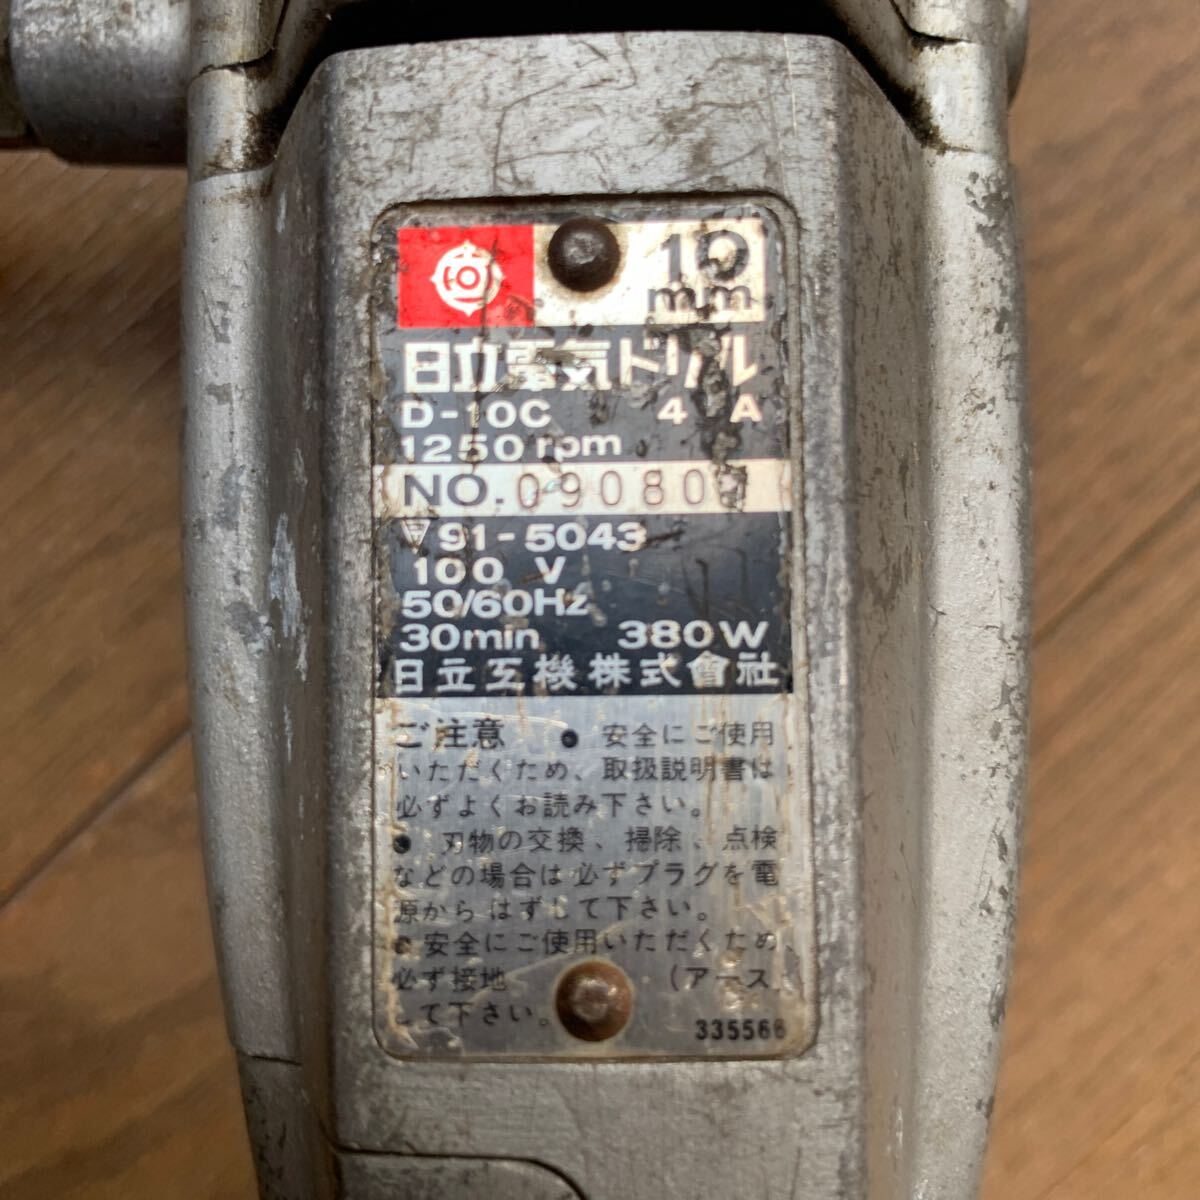 10
mm
日立電気ドリル
D-10C 4 A
1250 rpm
NO. 09080
91-5043
100 V
50/60Hz
30min 380W
日立工機株式會社
ご注意 ● 安全にご使用
いただくため、取扱説明書は
必ずよくお読み下さい。
● 刃物の交換、掃除、点検
などの場合は必ずプラグを電
源からはずして下さい。
● 安全にご使用いただくため
必ず接地 (アース)
して下さい。
335566